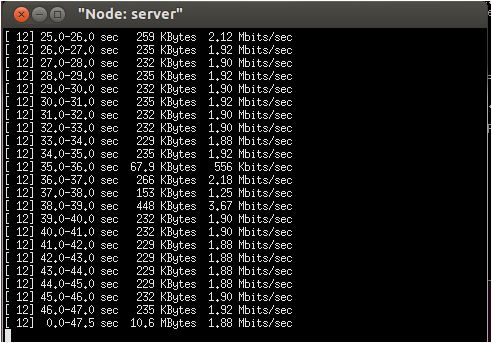 "Node: server"
[ 12] 25.0-26.0 sec   259 KBytes  2.12 Mbits/sec
[ 12] 26.0-27.0 sec   235 KBytes  1.92 Mbits/sec
[ 12] 27.0-28.0 sec   232 KBytes  1.90 Mbits/sec
[ 12] 28.0-29.0 sec   235 KBytes  1.92 Mbits/sec
[ 12] 29.0-30.0 sec   232 KBytes  1.90 Mbits/sec
[ 12] 30.0-31.0 sec   235 KBytes  1.92 Mbits/sec
[ 12] 31.0-32.0 sec   232 KBytes  1.90 Mbits/sec
[ 12] 32.0-33.0 sec   232 KBytes  1.90 Mbits/sec
[ 12] 33.0-34.0 sec   229 KBytes  1.88 Mbits/sec
[ 12] 34.0-35.0 sec   235 KBytes  1.92 Mbits/sec
[ 12] 35.0-36.0 sec  67.9 KBytes   556 Kbits/sec
[ 12] 36.0-37.0 sec   266 KBytes  2.18 Mbits/sec
[ 12] 37.0-38.0 sec   153 KBytes  1.25 Mbits/sec
[ 12] 38.0-39.0 sec   448 KBytes  3.67 Mbits/sec
[ 12] 39.0-40.0 sec   232 KBytes  1.90 Mbits/sec
[ 12] 40.0-41.0 sec   232 KBytes  1.90 Mbits/sec
[ 12] 41.0-42.0 sec   229 KBytes  1.88 Mbits/sec
[ 12] 42.0-43.0 sec   229 KBytes  1.88 Mbits/sec
[ 12] 43.0-44.0 sec   229 KBytes  1.88 Mbits/sec
[ 12] 44.0-45.0 sec   229 KBytes  1.88 Mbits/sec
[ 12] 45.0-46.0 sec   232 KBytes  1.90 Mbits/sec
[ 12] 46.0-47.0 sec   235 KBytes  1.92 Mbits/sec
[ 12]  0.0-47.5 sec  10.6 MBytes  1.88 Mbits/sec